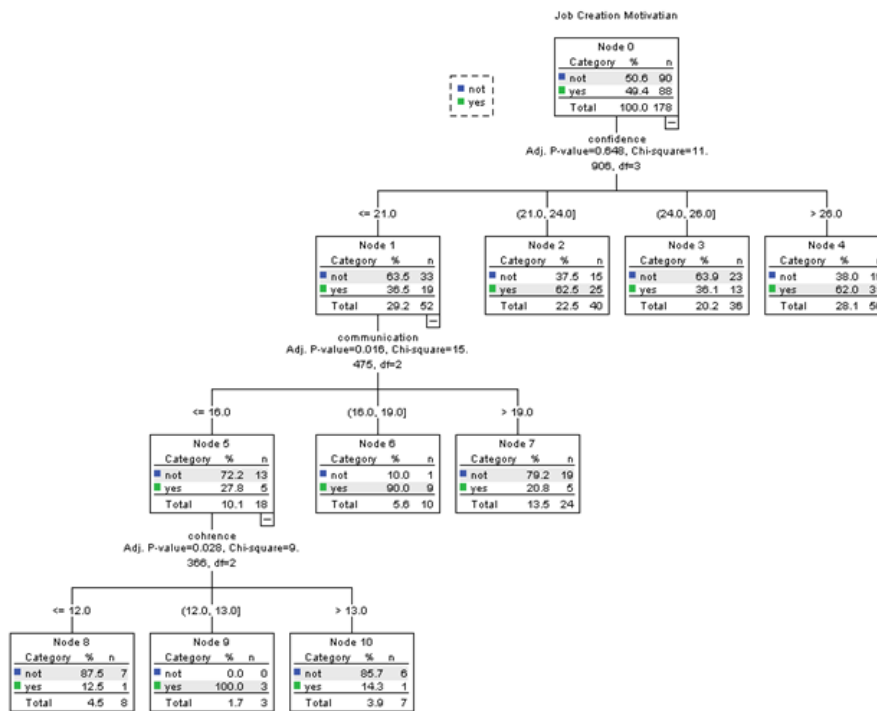 Job Creation Motivatian
not
yes
Node 0
Category % n
not 50.6 90
yes 49.4 88
Total 100.0 178
confidence
Adj. P-value=0.648, Chi-square=11.
906, df=3
<= 21.0
(21.0, 24.0]
(24.0, 26.0]
> 26.0
Node 1
Category % n
not 63.5 33
yes 36.5 19
Total 29.2 52
Node 2
Category % n
not 37.5 15
yes 62.5 25
Total 22.5 40
Node 3
Category % n
not 63.9 23
yes 36.1 13
Total 20.2 36
Node 4
Category % n
not 38.0
yes 62.0
Total 28.1
communication
Adj. P-value=0.016, Chi-square=15.
475, df=2
<= 16.0
(16.0, 19.0]
> 19.0
Node 5
Category % n
not 72.2 13
yes 27.8 5
Total 10.1 18
Node 6
Category % n
not 10.0 1
yes 90.0 9
Total 5.6 10
Node 7
Category % n
not 79.2 19
yes 20.8 5
Total 13.5 24
cohrence
Adj. P-value=0.028, Chi-square=9.
366, df=2
<= 12.0
(12.0, 13.0]
> 13.0
Node 8
Category % n
not 87.5 7
yes 12.5 1
Total 4.5 8
Node 9
Category % n
not 0.0 0
yes 100.0 3
Total 1.7 3
Node 10
Category % n
not 85.7 6
yes 14.3 1
Total 3.9 7